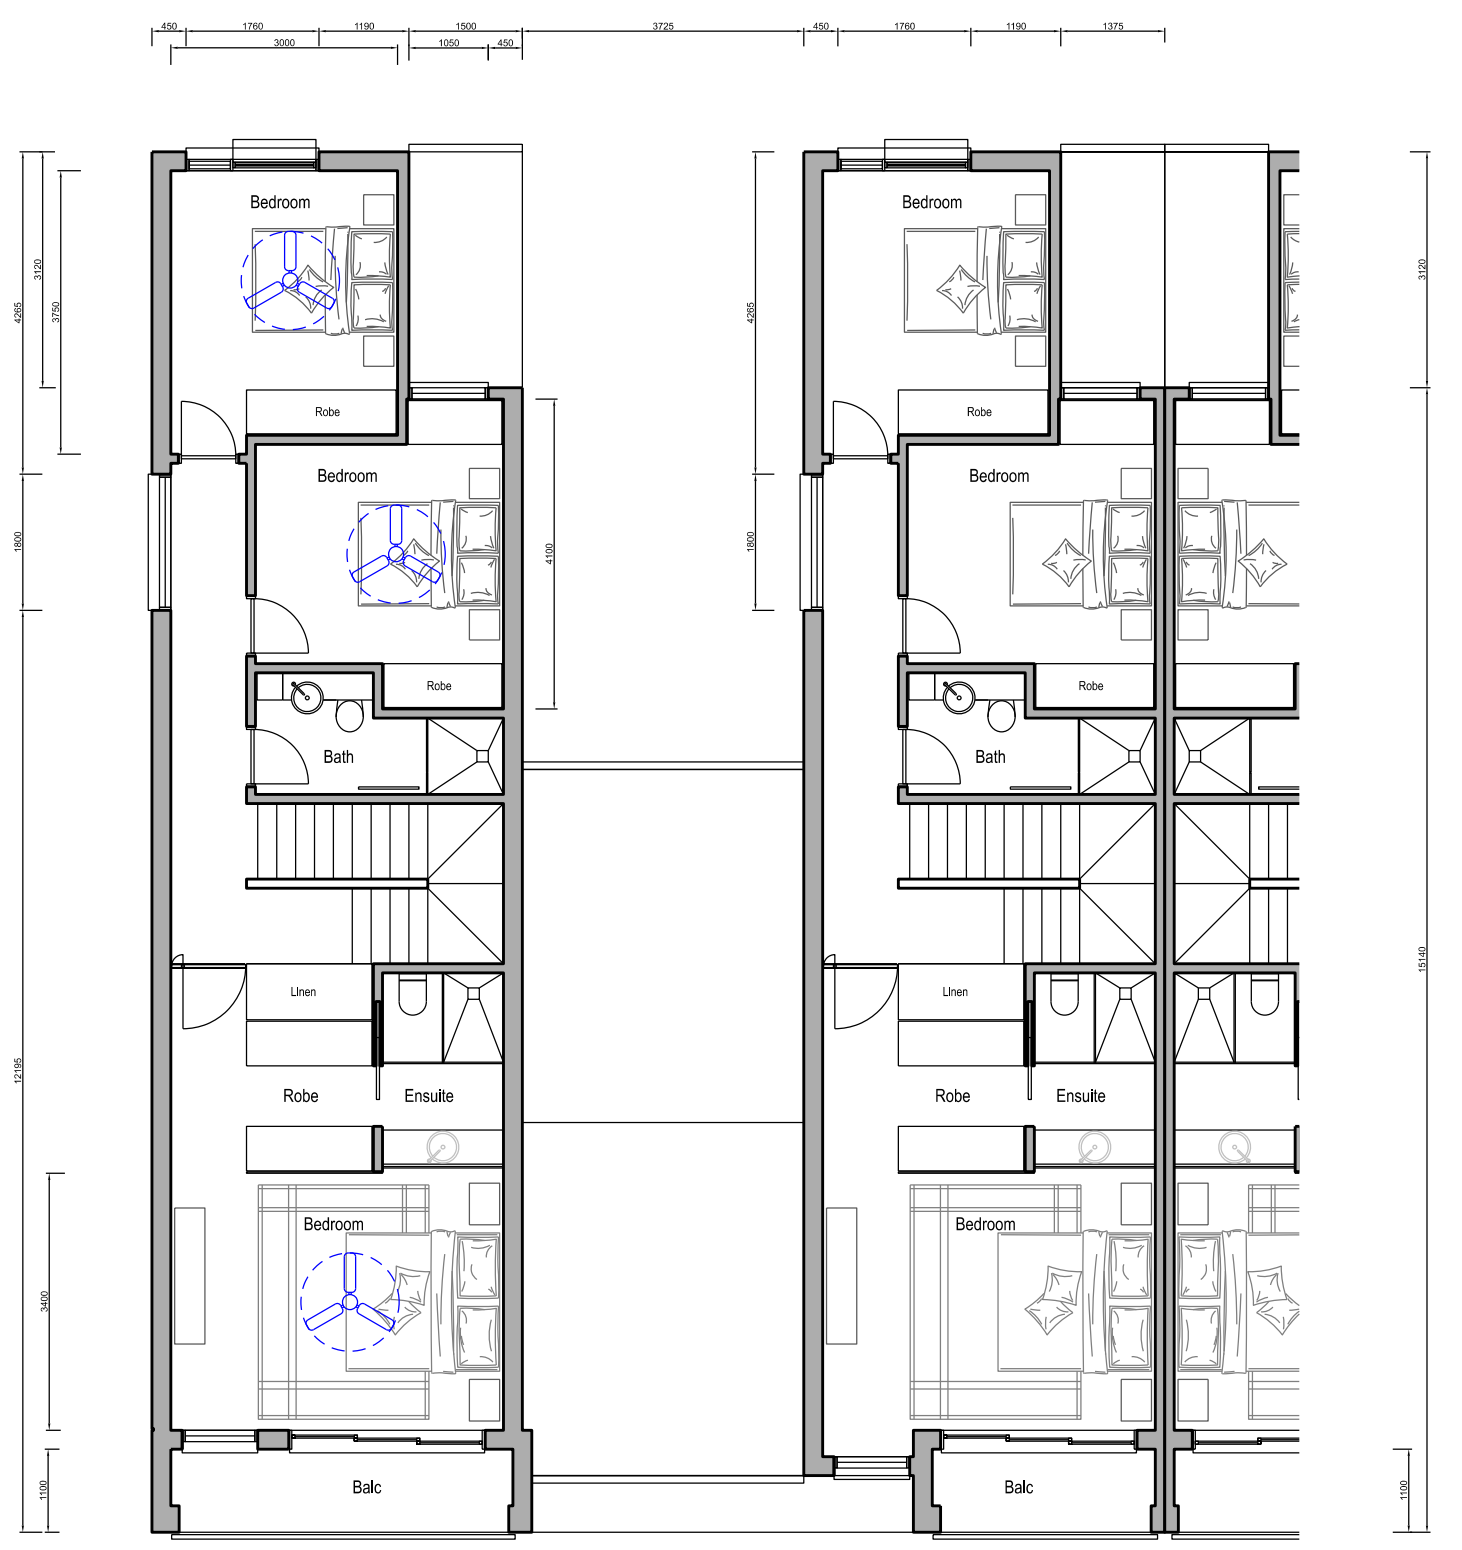 450 1760 1190 1500 3725 450 1760 1190 1375
3000 1050 450
Bedroom Bedroom
3120 3120
4265 3750 4265
Robe Robe
Bedroom Bedroom
1800 4100 1800
Robe Robe
Bath Bath
15140
LInen LInen
12195
Robe Ensuite Robe Ensuite
Bedroom Bedroom
3400
Balc Balc
1100 1100